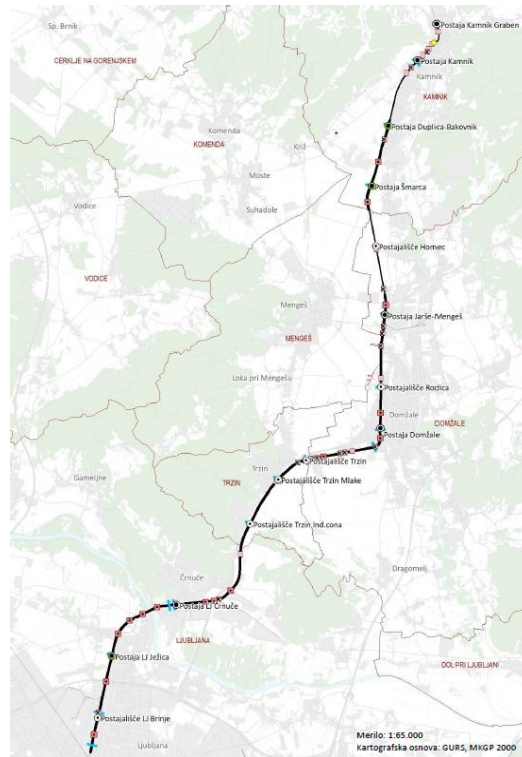 Sp. Brnik
Postaja Kamnik Graben
CERKLJE NA GORENJSKEM
Postaja Kamnik
Kamnik
KAMNIK
Postaja Duplica-Bakovnik
Komenda
KOMENDA
Križ
Moste
Postaja Šmarca
Vodice
Suhadole
Postajališče Homec
VODICE
Mengeš
Postaja Jarše-Mengeš
MENGEŠ
Loka pri Mengešu
Postajališče Rodica
Domžale
DOMŽALE
Postaja Domžale
Trzin
Postajališče Trzin
Gameljne
TRZIN
Postajališče Trzin Mlake
Postajališče Trzin Ind.cona
Dragomelj
Črnuče
Postaja LJ Črnuče
LJUBLJANA
Postaja LJ Ježica
DOL PRI LJUBLJANI
Postajališče LJ Brinje
Ljubljana
Merilo: 1:65.000
Kartografska osnova: GURS, MKGP 2000